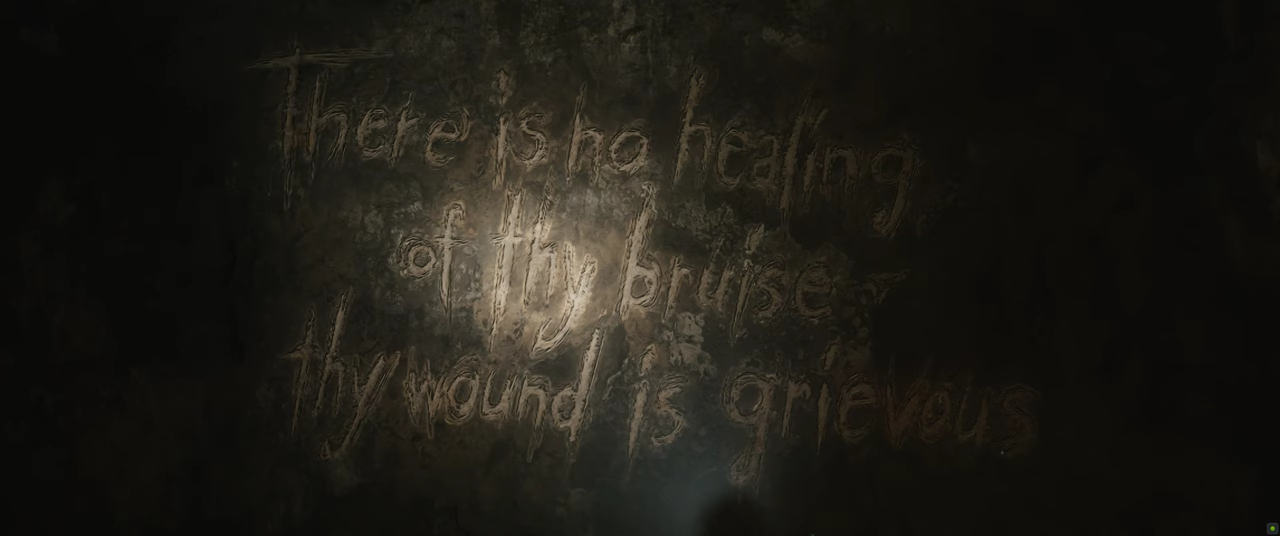 There is no healing
of thy bruise -
thy wound is grievous